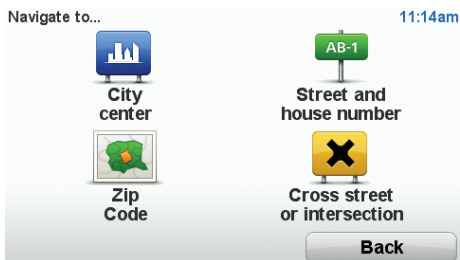 Navigate to...
11:14am
AB-1
City
center
Street and
house number
Zip
Code
Cross street
or intersection
Back